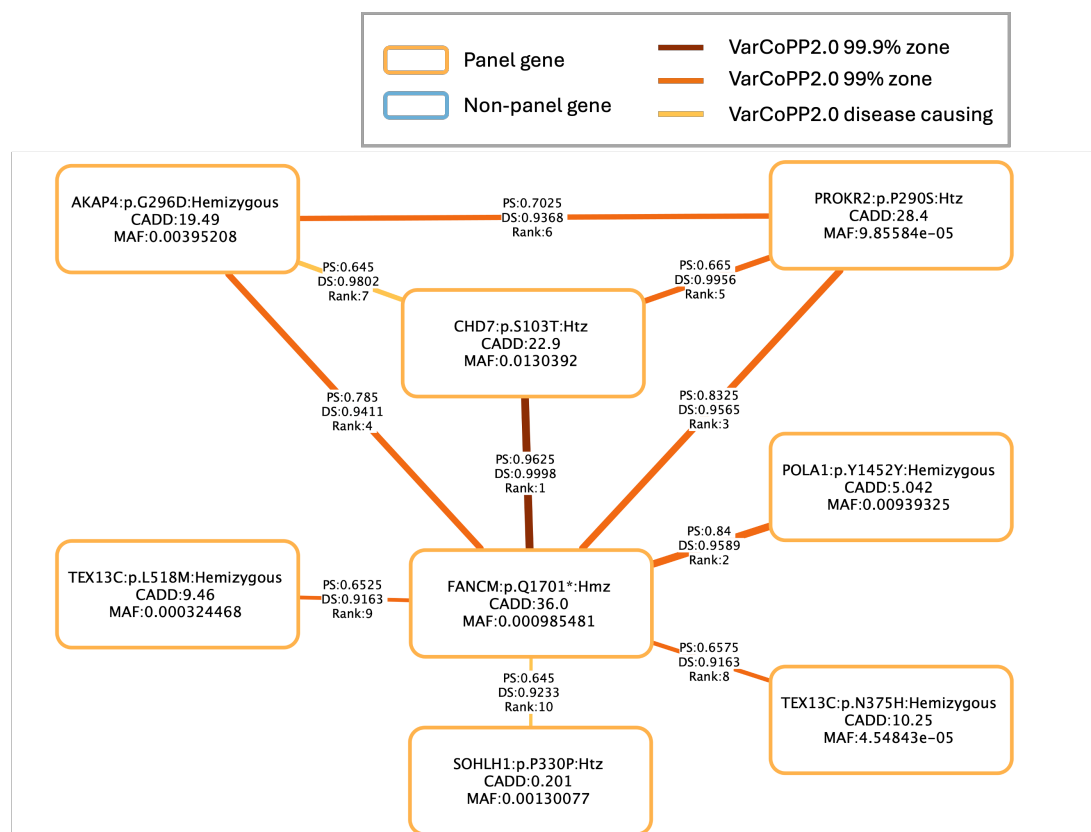 Panel gene
Non-panel gene
VarCoPP2.0 99.9% zone
VarCoPP2.0 99% zone
VarCoPP2.0 disease causing
AKAP4:p.G296D:Hemizygous
CADD:19.49
MAF:0.00395208
PS:0.7025
DS:0.9368
Rank:6
PROKR2:p.P290S:Htz
CADD:28.4
MAF:9.85584e-05
PS:0.645
DS:0.9802
Rank:7
PS:0.665
DS:0.9956
Rank:5
CHD7:p.S103T:Htz
CADD:22.9
MAF:0.0130392
PS:0.785
DS:0.9411
Rank:4
PS:0.8325
DS:0.9565
Rank:3
PS:0.9625
DS:0.9998
Rank:1
POLA1:p.Y1452Y:Hemizygous
CADD:5.042
MAF:0.00939325
PS:0.84
DS:0.9589
Rank:2
TEX13C:p.L518M:Hemizygous
CADD:9.46
MAF:0.000324468
PS:0.6525
DS:0.9163
Rank:9
FANCM:p.Q1701*:Hmz
CADD:36.0
MAF:0.000985481
PS:0.6575
DS:0.9163
Rank:8
PS:0.645
DS:0.9233
Rank:10
TEX13C:p.N375H:Hemizygous
CADD:10.25
MAF:4.54843e-05
SOHLH1:p.P330P:Htz
CADD:0.201
MAF:0.00130077